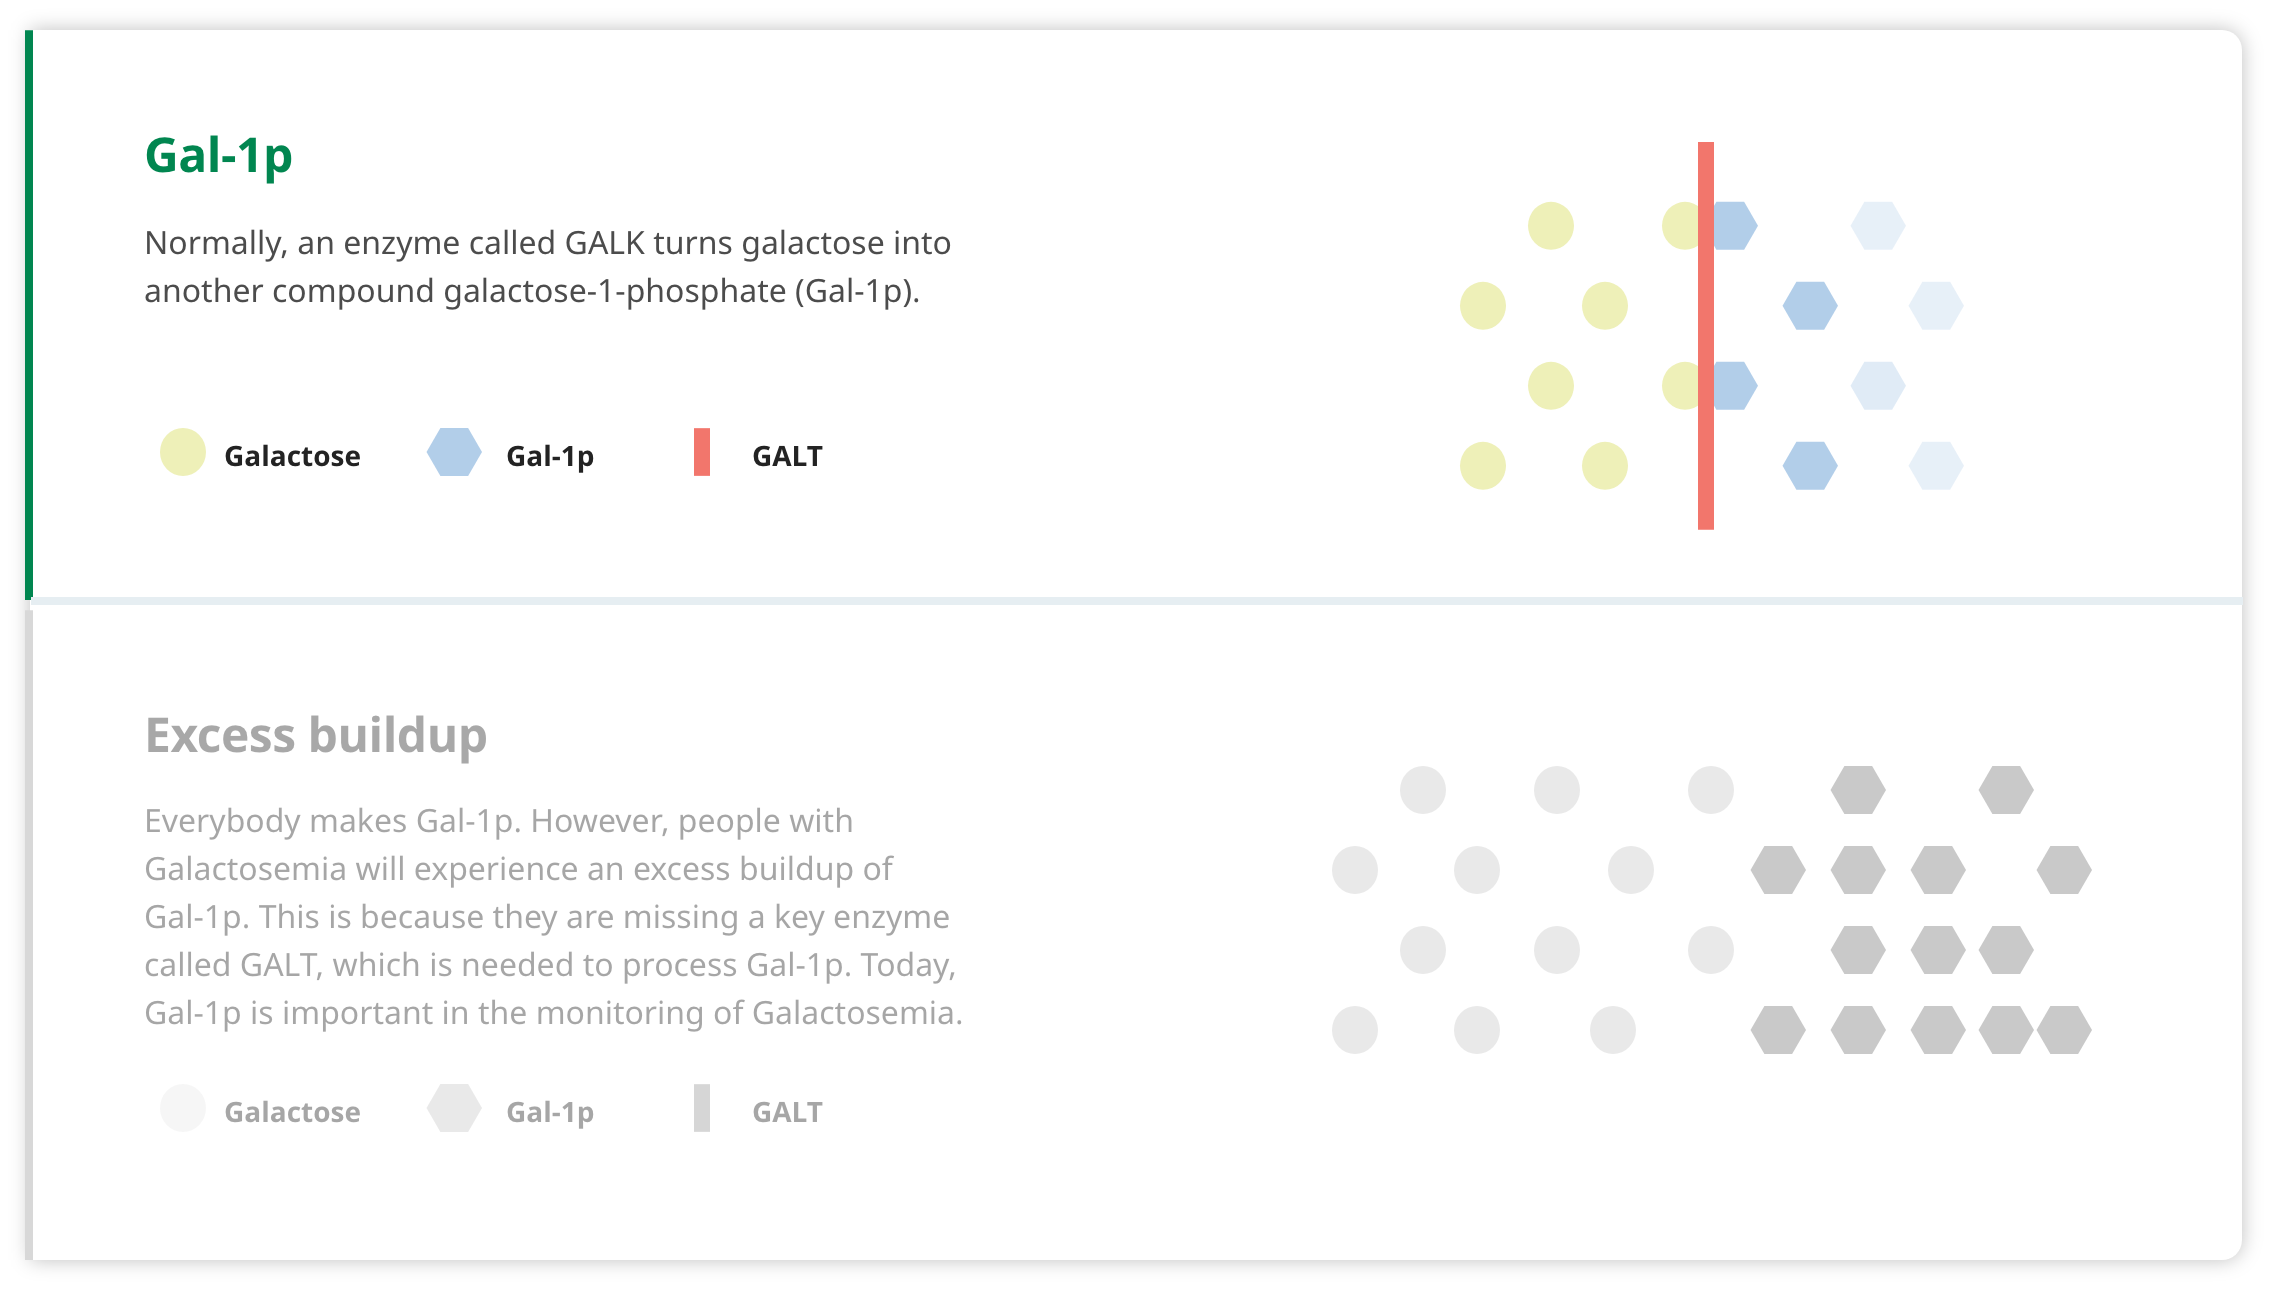 Gal-1p
Normally, an enzyme called GALK turns galactose into
another compound galactose-1-phosphate (Gal-1p).
Galactose Gal-1p GALT
Excess buildup
Everybody makes Gal-1p. However, people with
Galactosemia will experience an excess buildup of
Gal-1p. This is because they are missing a key enzyme
called GALT, which is needed to process Gal-1p. Today,
Gal-1p is important in the monitoring of Galactosemia.
Galactose Gal-1p GALT